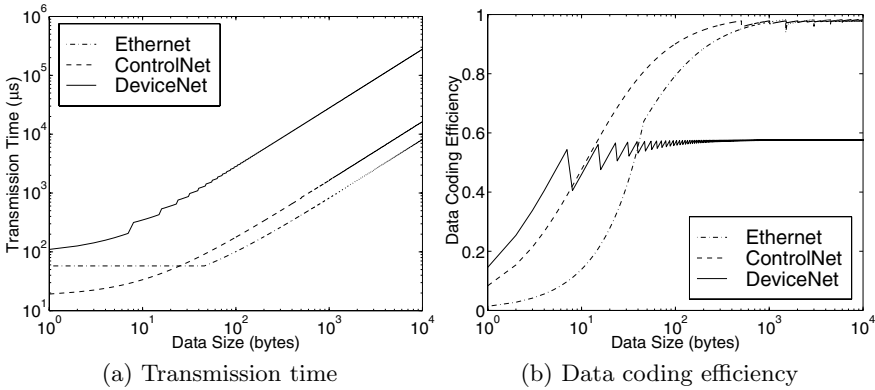 10^6
10^5
10^4
10^3
10^2
10^1
Transmission Time (μs)
Ethernet
ControlNet
DeviceNet
10^0
10^1
10^2
10^3
10^4
Data Size (bytes)
(a) Transmission time
1
0.8
0.6
0.4
0.2
0
Data Coding Efficiency
Ethernet
ControlNet
DeviceNet
10^0
10^1
10^2
10^3
10^4
Data Size (bytes)
(b) Data coding efficiency